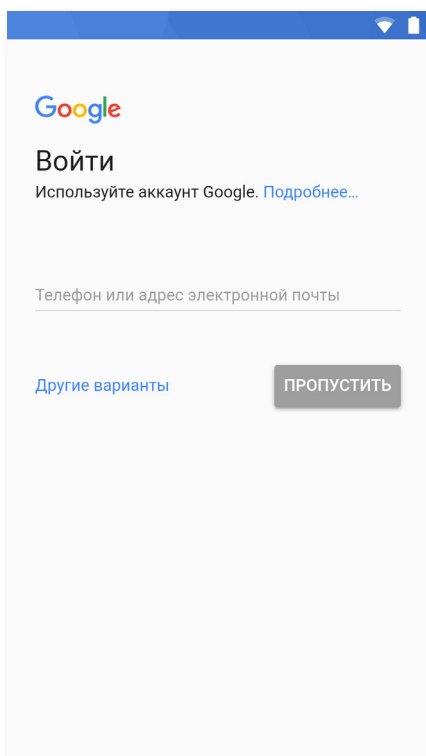 Google
Войти
Используйте аккаунт Google. Подробнее...
Телефон или адрес электронной почты
Другие варианты
ПРОПУСТИТЬ